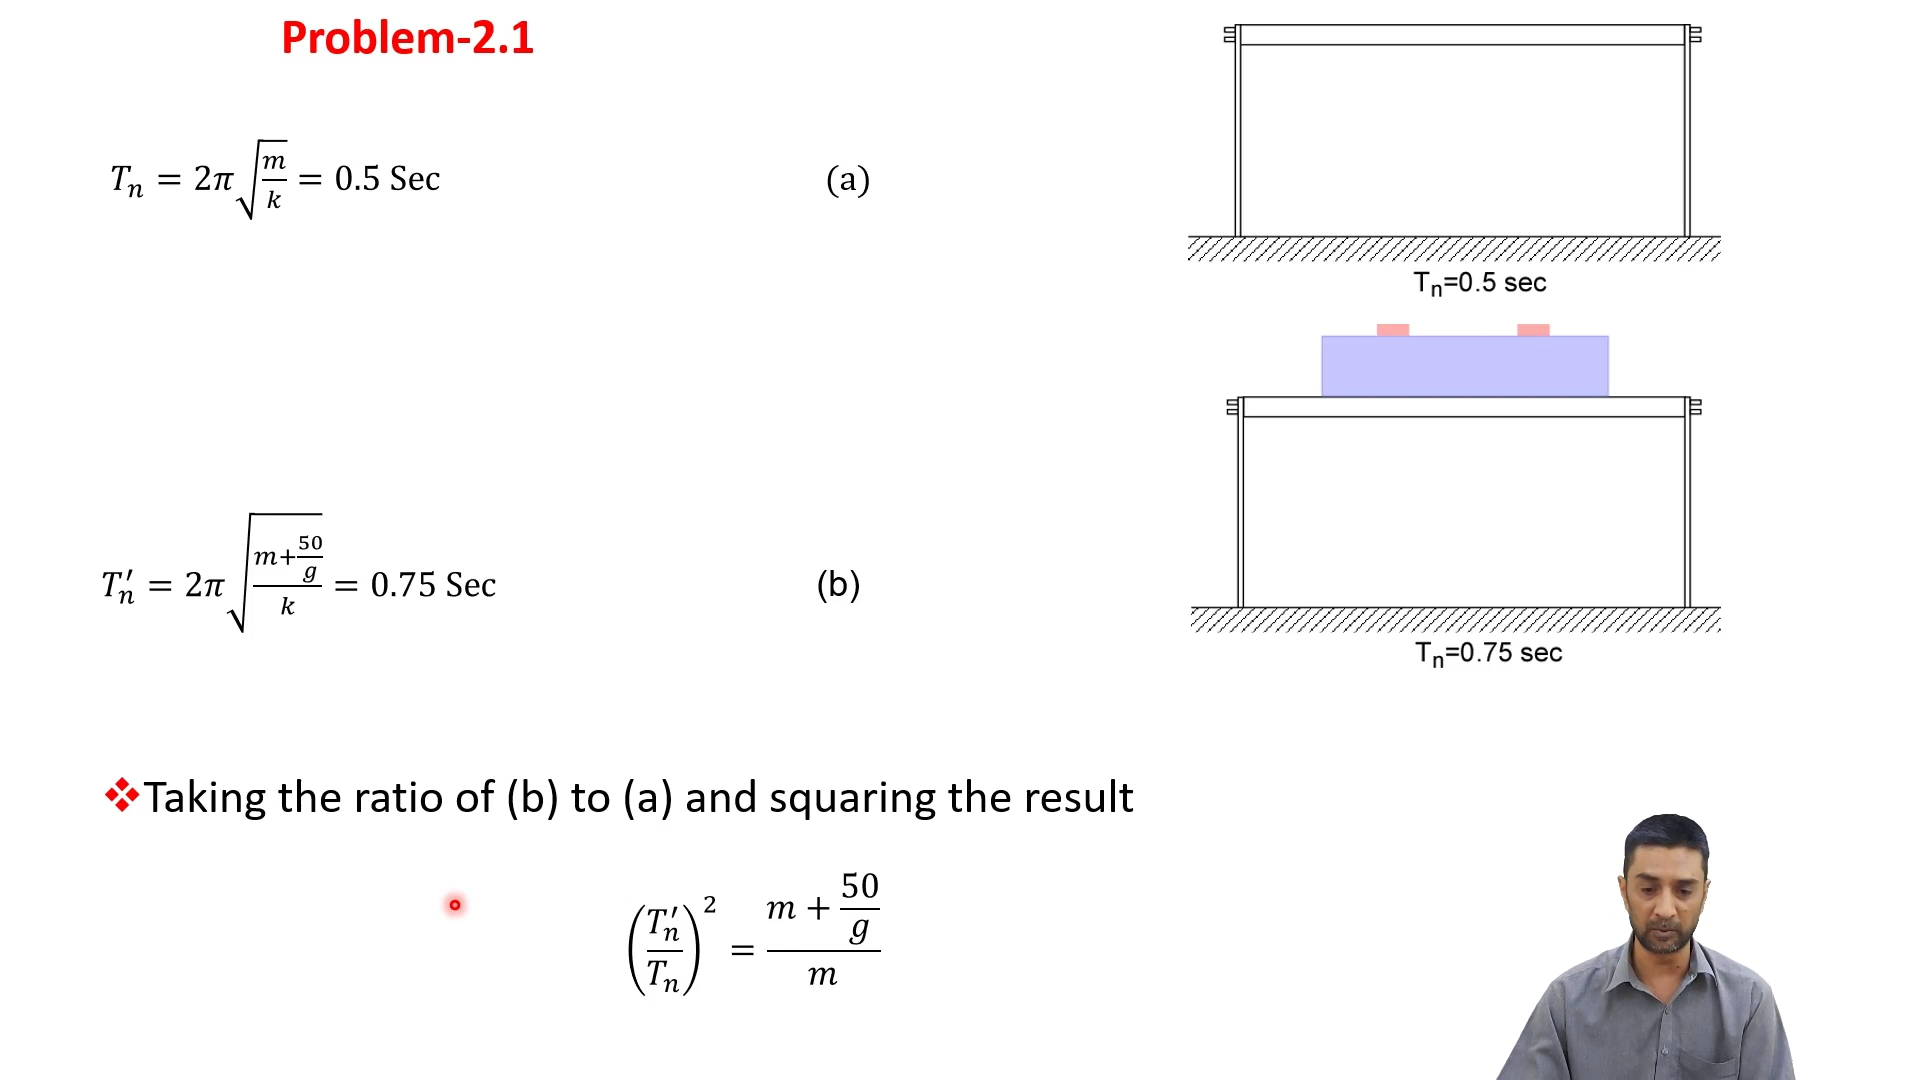 Problem-2.1
Tₙ = 2π√(m/k) = 0.5 Sec (a)
Tₙ=0.5 sec
T′ₙ = 2π√((m+50/g)/k) = 0.75 Sec (b)
Tₙ=0.75 sec
❖Taking the ratio of (b) to (a) and squaring the result
(T′ₙ/Tₙ)² = (m + 50/g)/m